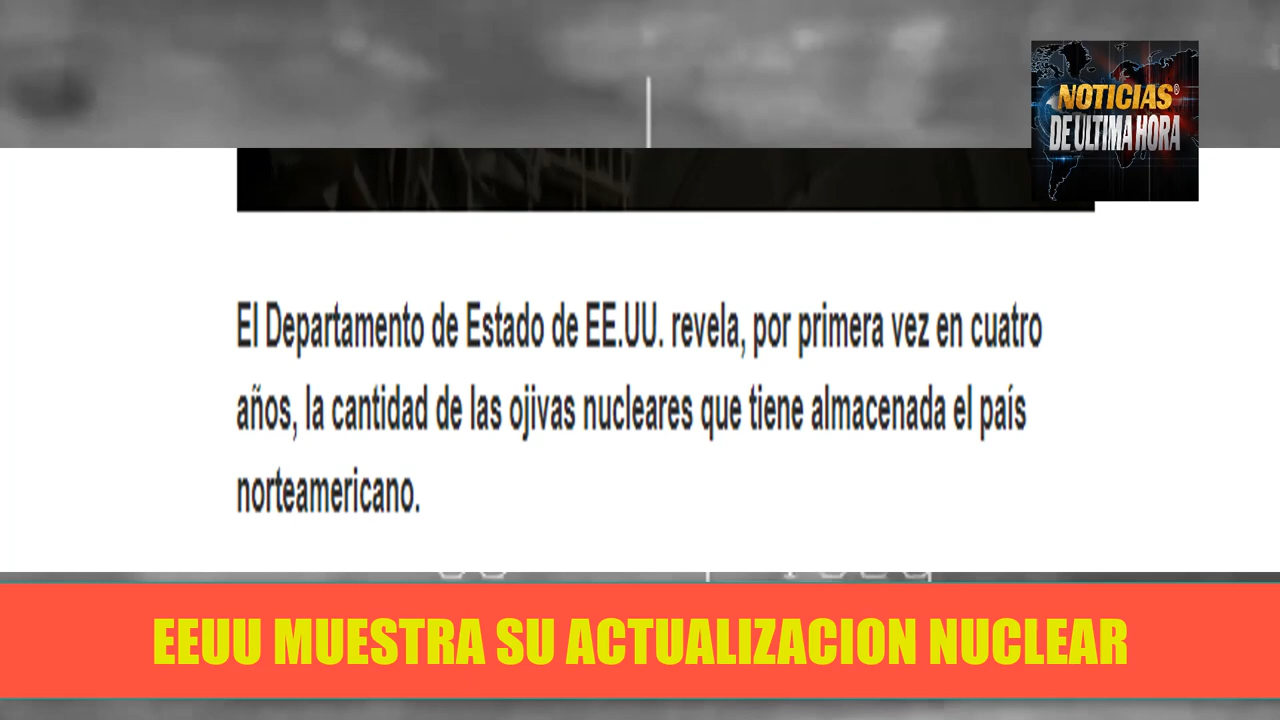 NOTICIAS®
DE ULTIMA HORA
El Departamento de Estado de EE.UU. revela, por primera vez en cuatro
años, la cantidad de las ojivas nucleares que tiene almacenada el país
norteamericano.
EEUU MUESTRA SU ACTUALIZACION NUCLEAR